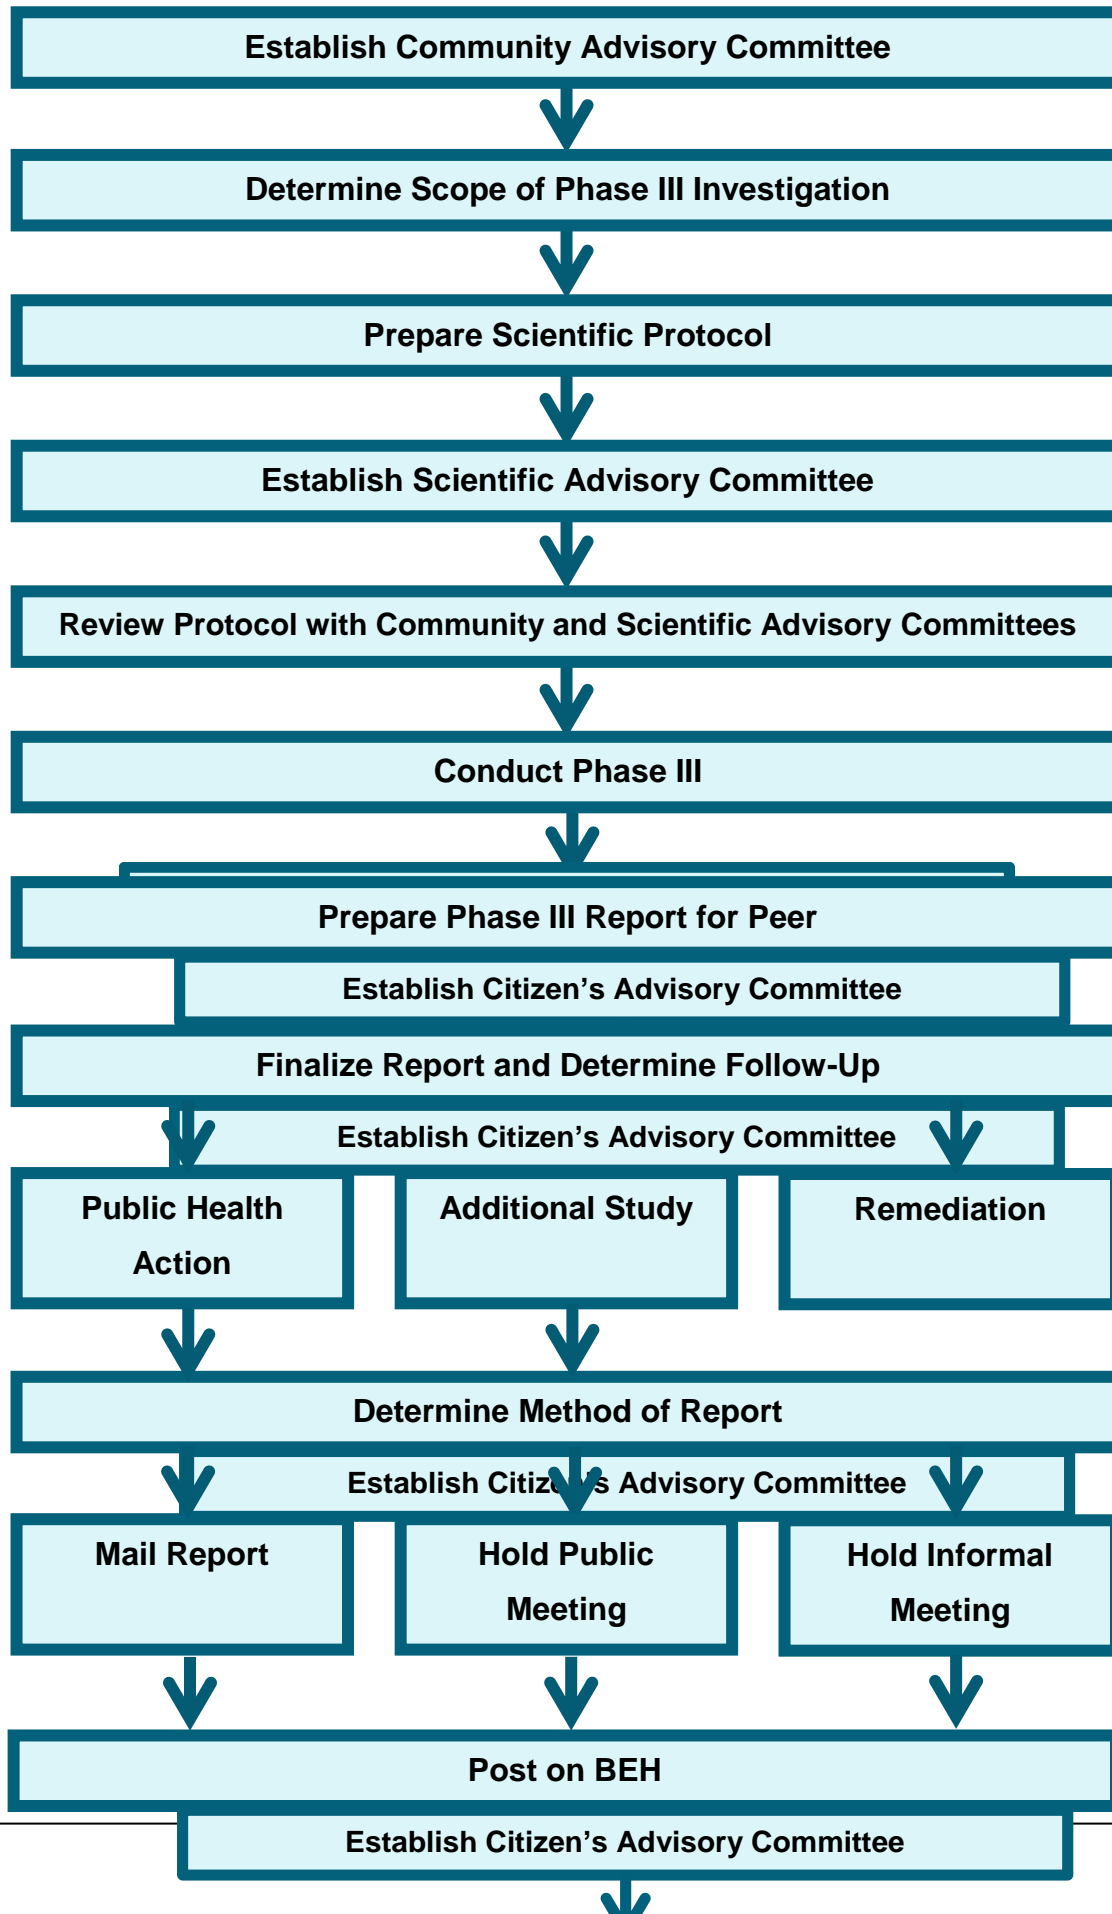 Establish Community Advisory Committee
Determine Scope of Phase III Investigation
Prepare Scientific Protocol
Establish Scientific Advisory Committee
Review Protocol with Community and Scientific Advisory Committees
Conduct Phase III
Prepare Phase III Report for Peer
Establish Citizen’s Advisory Committee
Finalize Report and Determine Follow-Up
Establish Citizen’s Advisory Committee
Public Health
Action
Additional Study
Remediation
Determine Method of Report
Establish Citizen’s Advisory Committee
Mail Report
Hold Public
Meeting
Hold Informal
Meeting
Post on BEH
Establish Citizen’s Advisory Committee